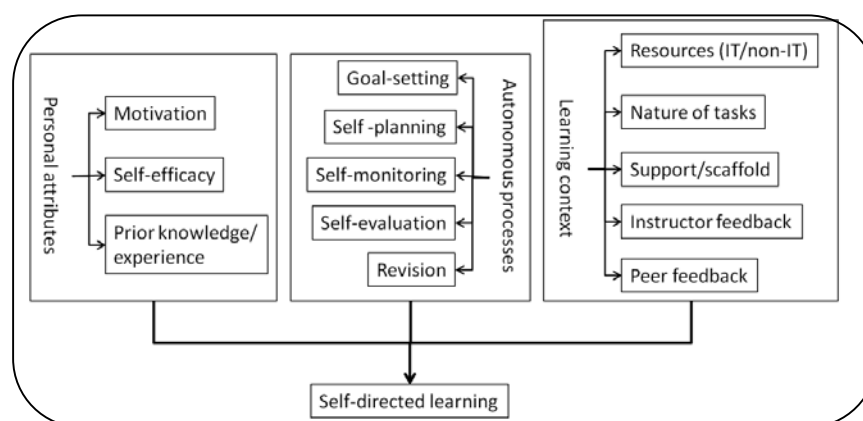 Personal attributes
Motivation
Self-efficacy
Prior knowledge/
experience
Goal-setting
Self -planning
Self-monitoring
Self-evaluation
Revision
Autonomous processes
Learning context
Resources (IT/non-IT)
Nature of tasks
Support/scaffold
Instructor feedback
Peer feedback
Self-directed learning